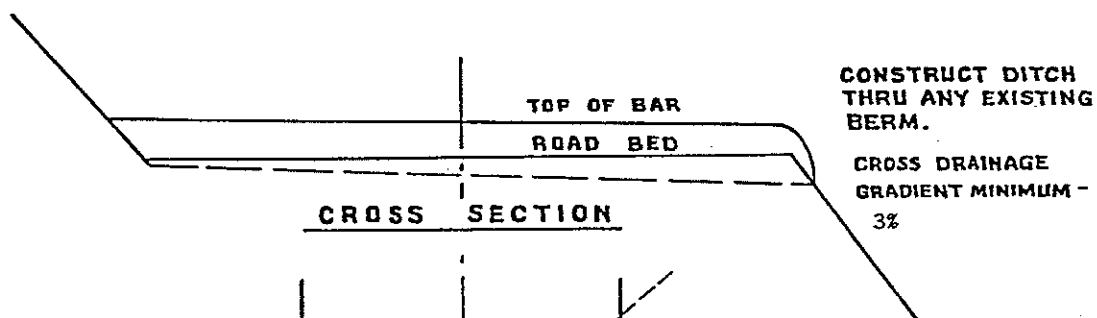 TOP OF BAR
ROAD BED
CROSS SECTION
CONSTRUCT DITCH
THRU ANY EXISTING
BERM.
CROSS DRAINAGE
GRADIENT MINIMUM -
3%